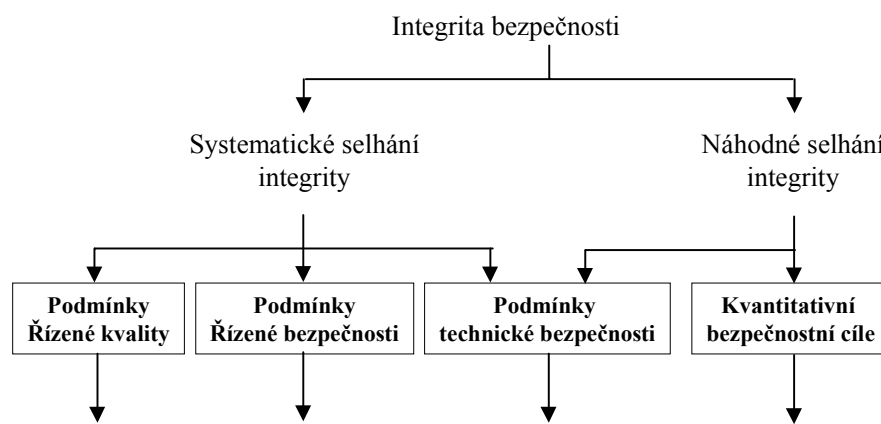 Integrita bezpečnosti
Systematické selhání
integrity
Náhodné selhání
integrity
Podmínky
Řízené kvality
Podmínky
Řízené bezpečnosti
Podmínky
technické bezpečnosti
Kvantitativní
bezpečnostní cíle